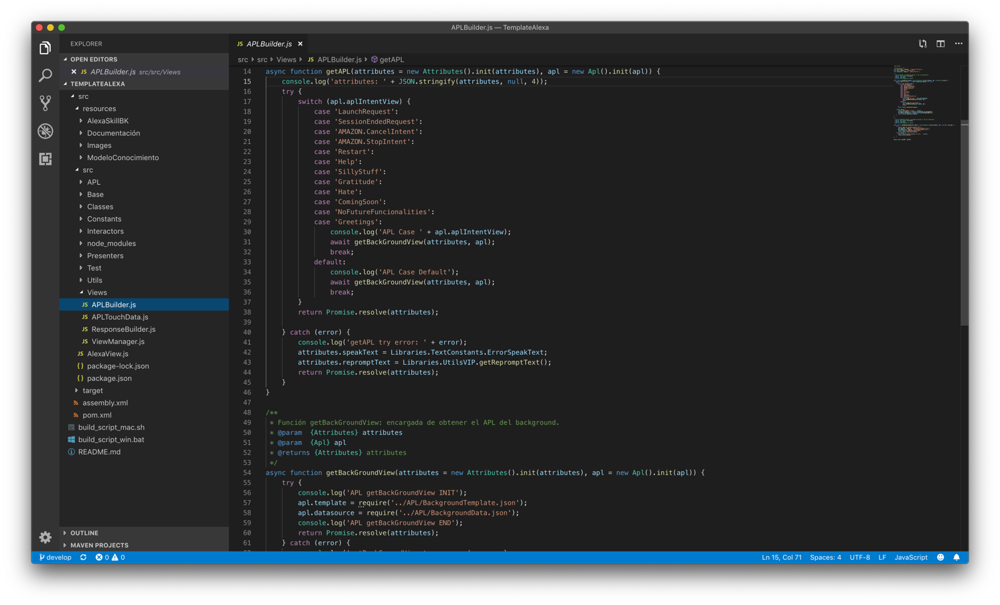 APLBuilder.js — TemplateAlexa
EXPLORER
OPEN EDITORS
JS APLBuilder.js src/src/Views
TEMPLATEALEXA
src
resources
AlexaSkillBK
Documentación
Images
ModeloConocimiento
src
APL
Base
Classes
Constants
Interactors
node_modules
Presenters
Test
Utils
Views
JS APLBuilder.js
JS APLTouchData.js
JS ResponseBuilder.js
JS ViewManager.js
JS AlexaView.js
{} package-lock.json
{} package.json
target
assembly.xml
pom.xml
build_script_mac.sh
build_script_win.bat
README.md
OUTLINE
MAVEN PROJECTS
JS APLBuilder.js
src src Views JS APLBuilder.js getAPL
14 async function getAPL(attributes = new Attributes().init(attributes), apl = new Apl().init(apl)) {
15 console.log('attributes: ' + JSON.stringify(attributes, null, 4));
16 try {
17 switch (apl.aplIntentView) {
18 case 'LaunchRequest':
19 case 'SessionEndedRequest':
20 case 'AMAZON.CancelIntent':
21 case 'AMAZON.StopIntent':
22 case 'Restart':
23 case 'Help':
24 case 'SillyStuff':
25 case 'Gratitude':
26 case 'Hate':
27 case 'ComingSoon':
28 case 'NoFutureFuncionalities':
29 case 'Greetings':
30 console.log('APL Case ' + apl.aplIntentView);
31 await getBackGroundView(attributes, apl);
32 break;
33 default:
34 console.log('APL Case Default');
35 await getBackGroundView(attributes, apl);
36 break;
37 }
38 return Promise.resolve(attributes);
39
40 } catch (error) {
41 console.log('getAPL try error: ' + error);
42 attributes.speakText = Libraries.TextConstants.ErrorSpeakText;
43 attributes.repromptText = Libraries.UtilsVIP.getRepromptText();
44 return Promise.resolve(attributes);
45 }
46 }
47
48 /**
49 * Función getBackGroundView: encargada de obtener el APL del background.
50 * @param {Attributes} attributes
51 * @param {Apl} apl
52 * @returns {Attributes} attributes
53 */
54 async function getBackGroundView(attributes = new Attributes().init(attributes), apl = new Apl().init(apl)) {
55 try {
56 console.log('APL getBackGroundView INIT');
57 apl.template = require('../APL/BackgroundTemplate.json');
58 apl.datasource = require('../APL/BackgroundData.json');
59 console.log('APL getBackGroundView END');
60 return Promise.resolve(attributes);
61 } catch (error) {
develop 0 0 Ln 15, Col 71 Spaces: 4 UTF-8 LF JavaScript